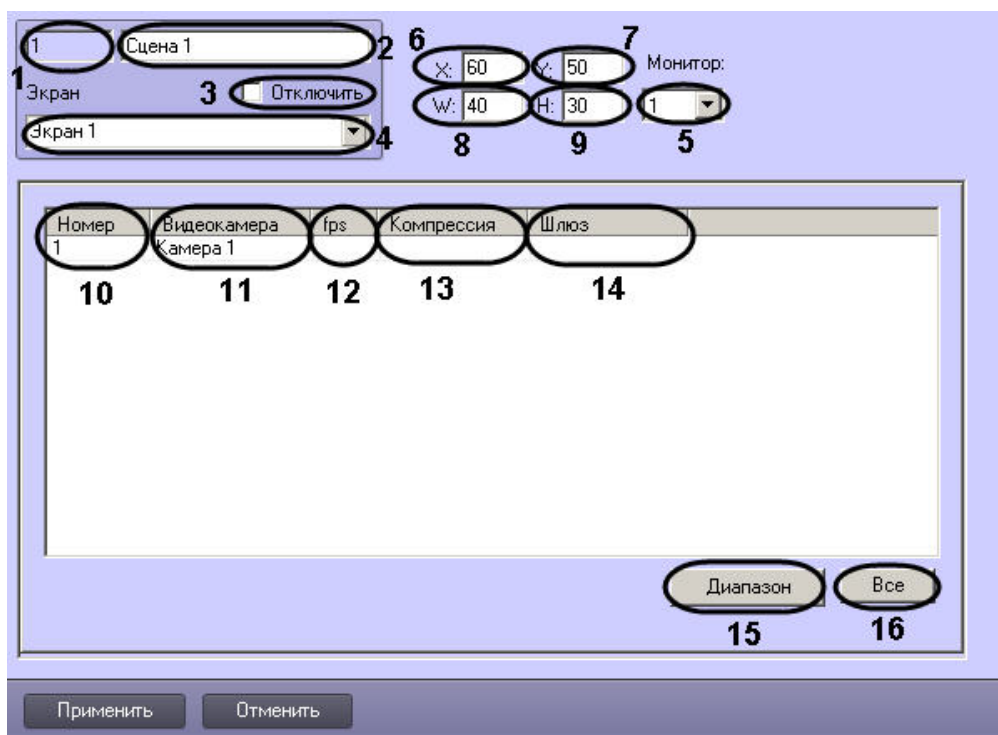 1 Сцена 1 2 6 7
1 X: 60 Y: 50 Монитор:
Экран 3 Отключить W: 40 H: 30 1
Экран 1 4 8 9 5
Номер Видеокамера fps Компрессия Шлюз
1 Камера 1
10 11 12 13 14
Диапазон Все
15 16
Применить Отменить